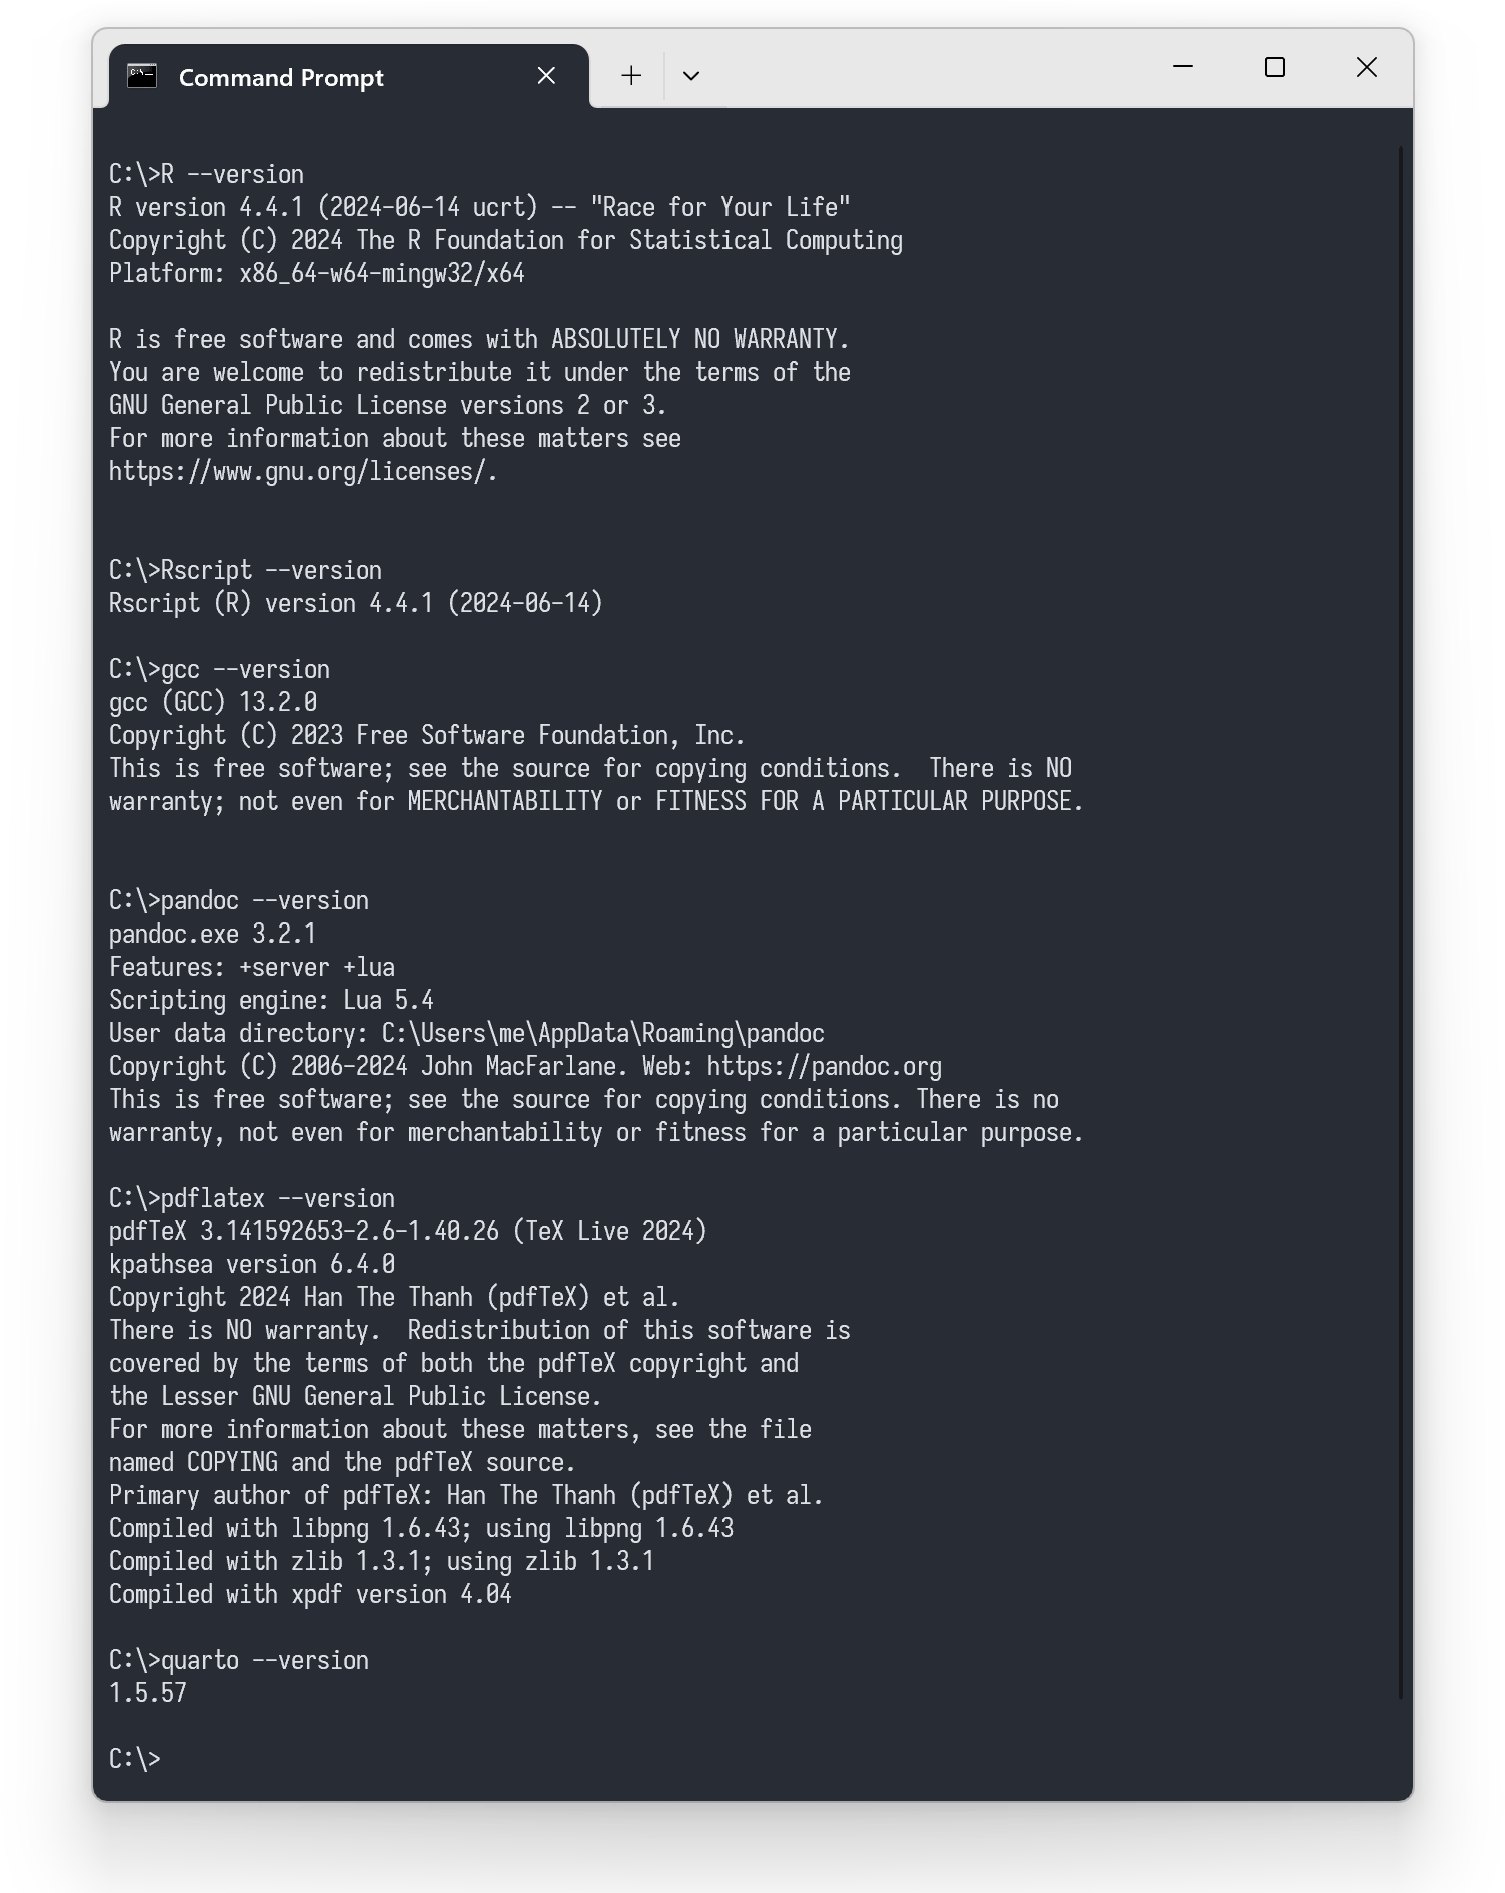 Command Prompt
C:\>R --version
R version 4.4.1 (2024-06-14 ucrt) -- "Race for Your Life"
Copyright (C) 2024 The R Foundation for Statistical Computing
Platform: x86_64-w64-mingw32/x64
R is free software and comes with ABSOLUTELY NO WARRANTY.
You are welcome to redistribute it under the terms of the
GNU General Public License versions 2 or 3.
For more information about these matters see
https://www.gnu.org/licenses/.
C:\>Rscript --version
Rscript (R) version 4.4.1 (2024-06-14)
C:\>gcc --version
gcc (GCC) 13.2.0
Copyright (C) 2023 Free Software Foundation, Inc.
This is free software; see the source for copying conditions.  There is NO
warranty; not even for MERCHANTABILITY or FITNESS FOR A PARTICULAR PURPOSE.
C:\>pandoc --version
pandoc.exe 3.2.1
Features: +server +lua
Scripting engine: Lua 5.4
User data directory: C:\Users\me\AppData\Roaming\pandoc
Copyright (C) 2006-2024 John MacFarlane. Web: https://pandoc.org
This is free software; see the source for copying conditions. There is no
warranty, not even for merchantability or fitness for a particular purpose.
C:\>pdflatex --version
pdfTeX 3.141592653-2.6-1.40.26 (TeX Live 2024)
kpathsea version 6.4.0
Copyright 2024 Han The Thanh (pdfTeX) et al.
There is NO warranty.  Redistribution of this software is
covered by the terms of both the pdfTeX copyright and
the Lesser GNU General Public License.
For more information about these matters, see the file
named COPYING and the pdfTeX source.
Primary author of pdfTeX: Han The Thanh (pdfTeX) et al.
Compiled with libpng 1.6.43; using libpng 1.6.43
Compiled with zlib 1.3.1; using zlib 1.3.1
Compiled with xpdf version 4.04
C:\>quarto --version
1.5.57
C:\>